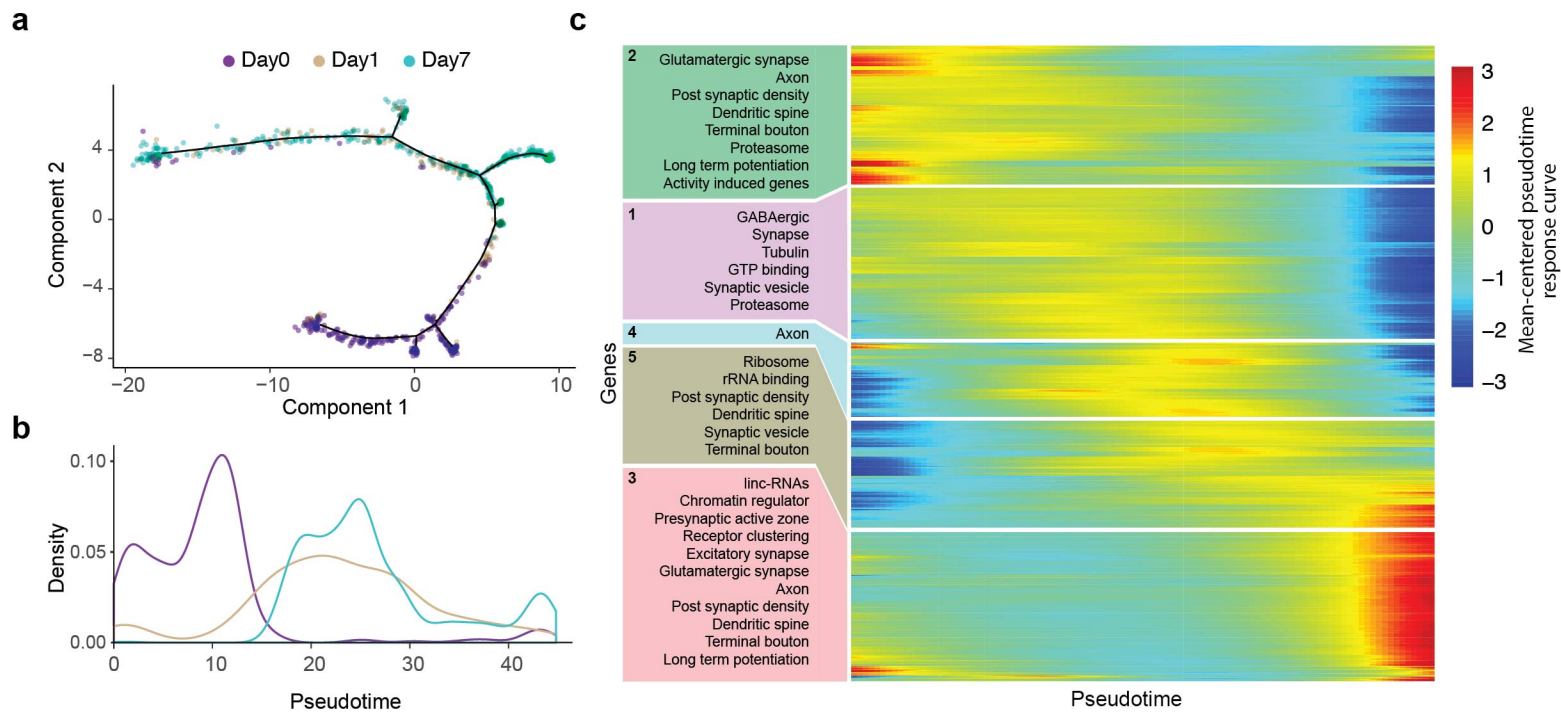 a
Day0 Day1 Day7
Component 2
4
0
−4
−8
−20 −10 0 10
Component 1
b
Density
0.10
0.05
0.00
0 10 20 30 40
Pseudotime
c
Genes
2
Glutamatergic synapse
Axon
Post synaptic density
Dendritic spine
Terminal bouton
Proteasome
Long term potentiation
Activity induced genes
1
GABAergic
Synapse
Tubulin
GTP binding
Synaptic vesicle
Proteasome
4
Axon
5
Ribosome
rRNA binding
Post synaptic density
Dendritic spine
Synaptic vesicle
Terminal bouton
3
linc-RNAs
Chromatin regulator
Presynaptic active zone
Receptor clustering
Excitatory synapse
Glutamatergic synapse
Axon
Post synaptic density
Dendritic spine
Terminal bouton
Long term potentiation
Pseudotime
3
2
1
0
−1
−2
−3
Mean-centered pseudotime
response curve